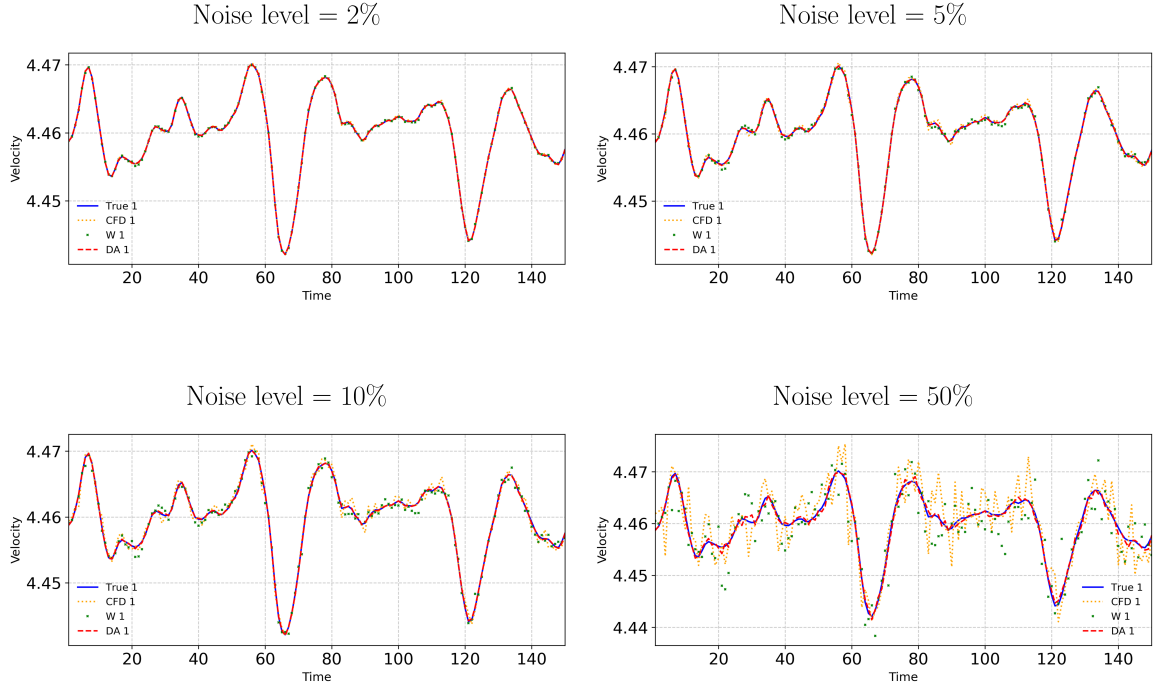 Noise level = 2%
Noise level = 5%
4.47
4.46
4.45
Velocity
True 1
CFD 1
W 1
DA 1
20 40 60 80 100 120 140
Time
4.47
4.46
4.45
Velocity
True 1
CFD 1
W 1
DA 1
20 40 60 80 100 120 140
Time
Noise level = 10%
Noise level = 50%
4.47
4.46
4.45
Velocity
True 1
CFD 1
W 1
DA 1
20 40 60 80 100 120 140
Time
4.47
4.46
4.45
4.44
Velocity
True 1
CFD 1
W 1
DA 1
20 40 60 80 100 120 140
Time